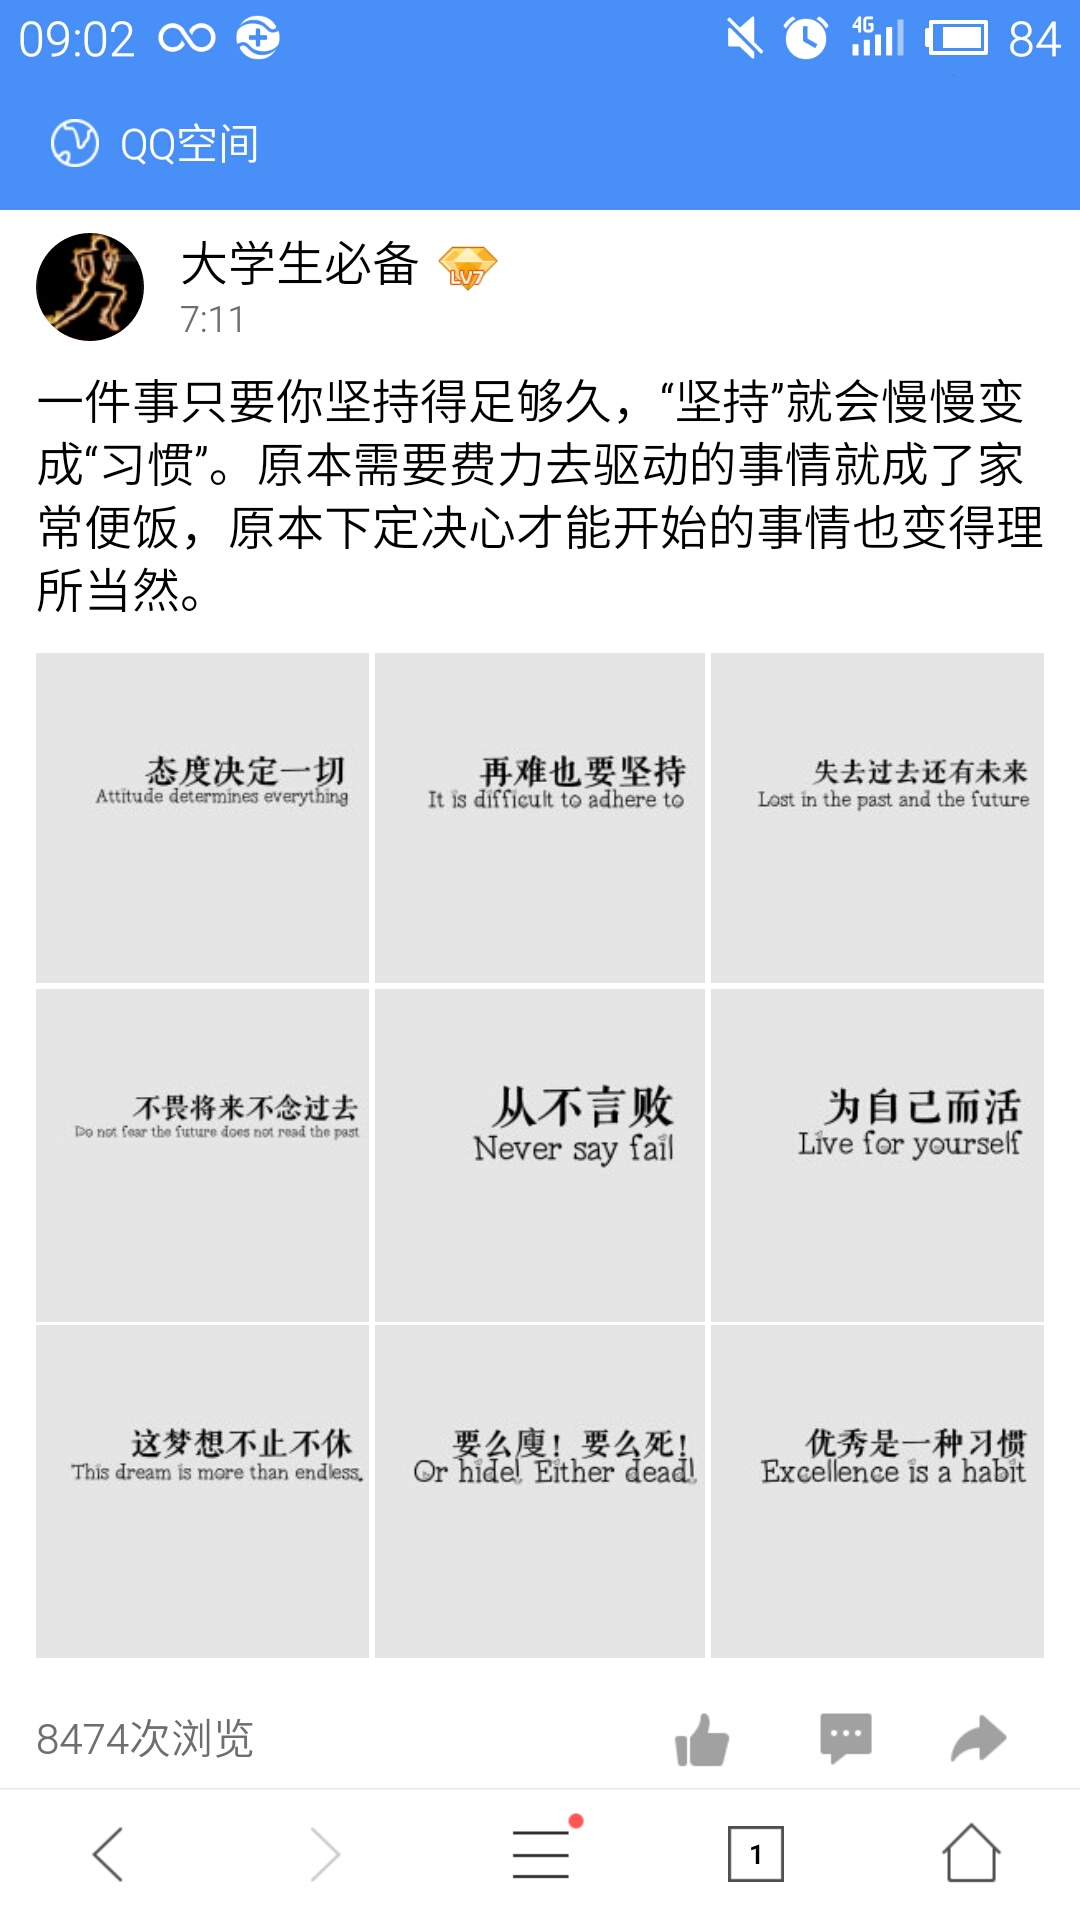 09:02
4G
84
QQ空间
大学生必备
LV7
7:11
一件事只要你坚持得足够久，“坚持”就会慢慢变
成“习惯”。原本需要费力去驱动的事情就成了家
常便饭，原本下定决心才能开始的事情也变得理
所当然。
态度决定一切
Attitude determines everything
再难也要坚持
It is difficult to adhere to
失去过去还有未来
Lost in the past and the future
不畏将来不念过去
Do not fear the future does not read the past
从不言败
Never say fail
为自己而活
Live for yourself
这梦想不止不休
This dream is more than endless.
要么廋！要么死！
Or hide! Either dead!
优秀是一种习惯
Excellence is a habit
8474次浏览
1